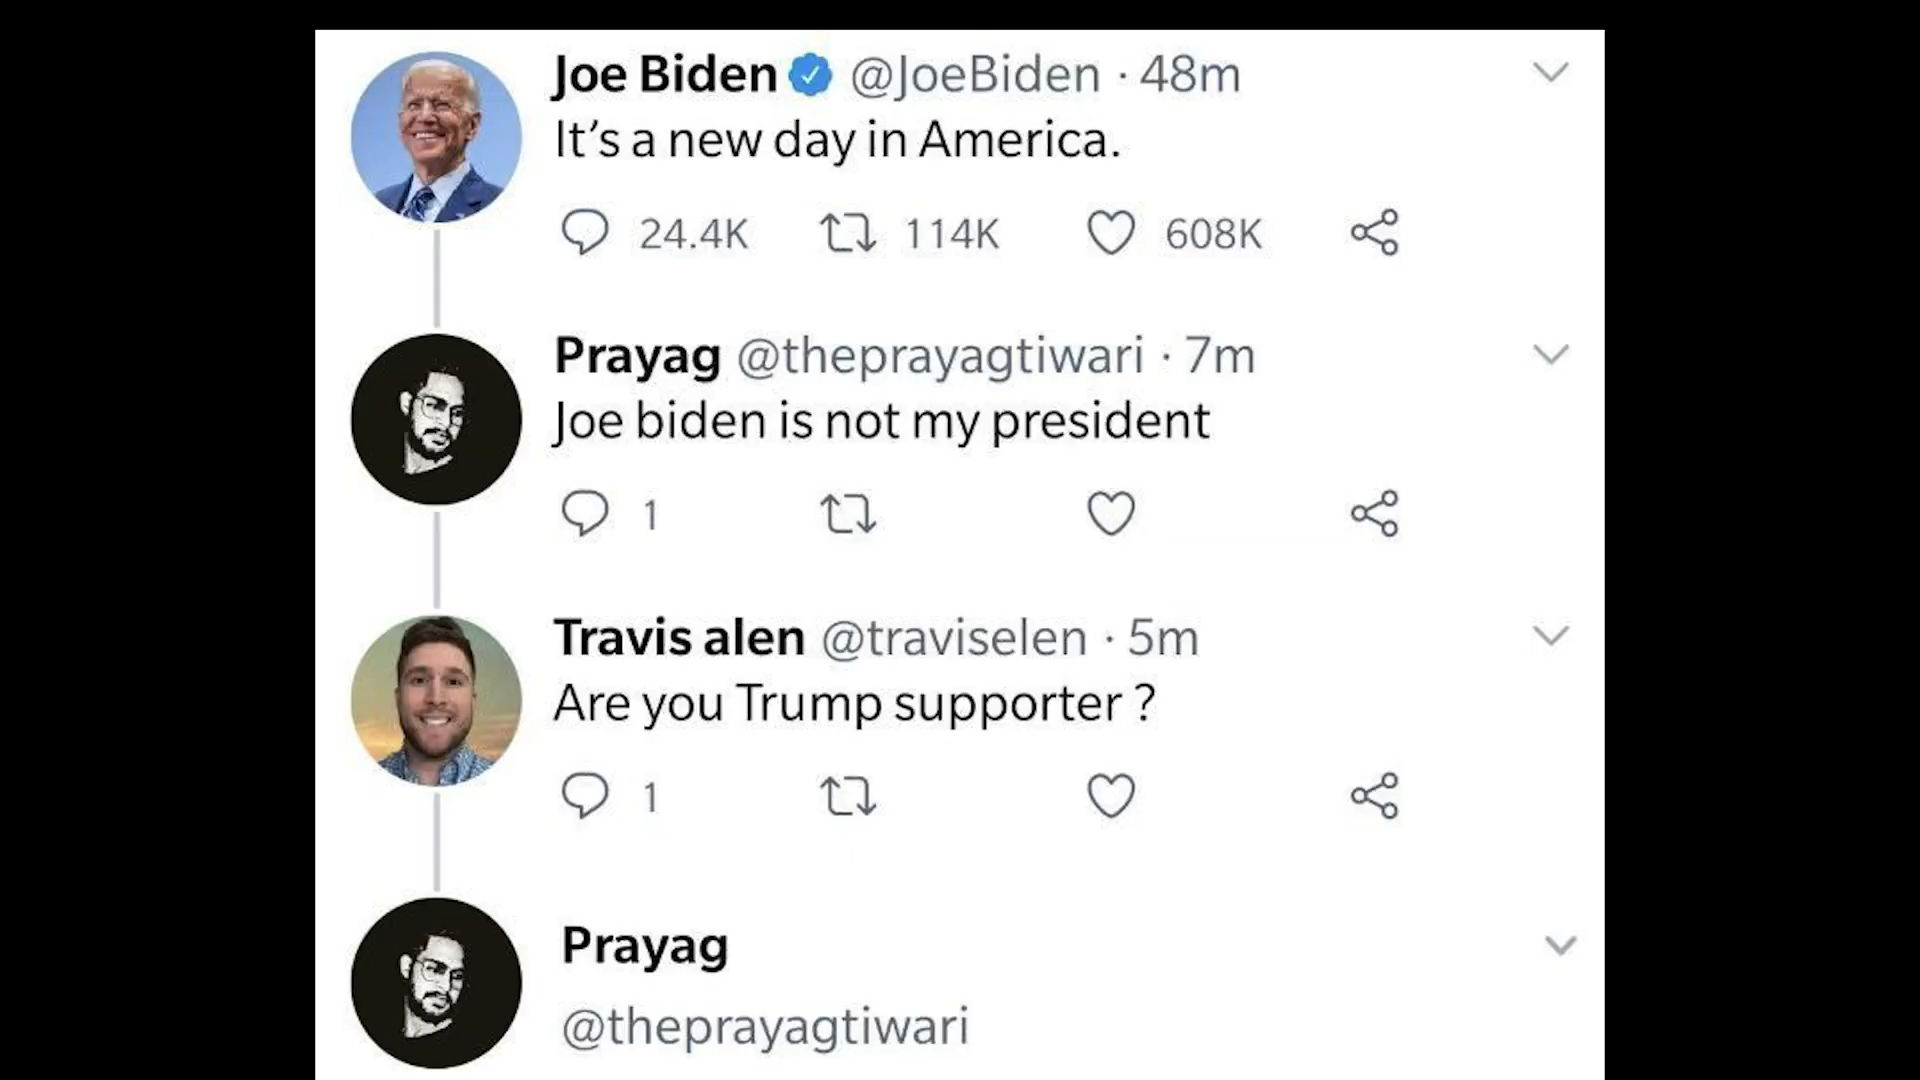 Joe Biden @JoeBiden · 48m
It’s a new day in America.
24.4K 114K 608K
Prayag @theprayagtiwari · 7m
Joe biden is not my president
1
Travis alen @traviselen · 5m
Are you Trump supporter ?
1
Prayag
@theprayagtiwari